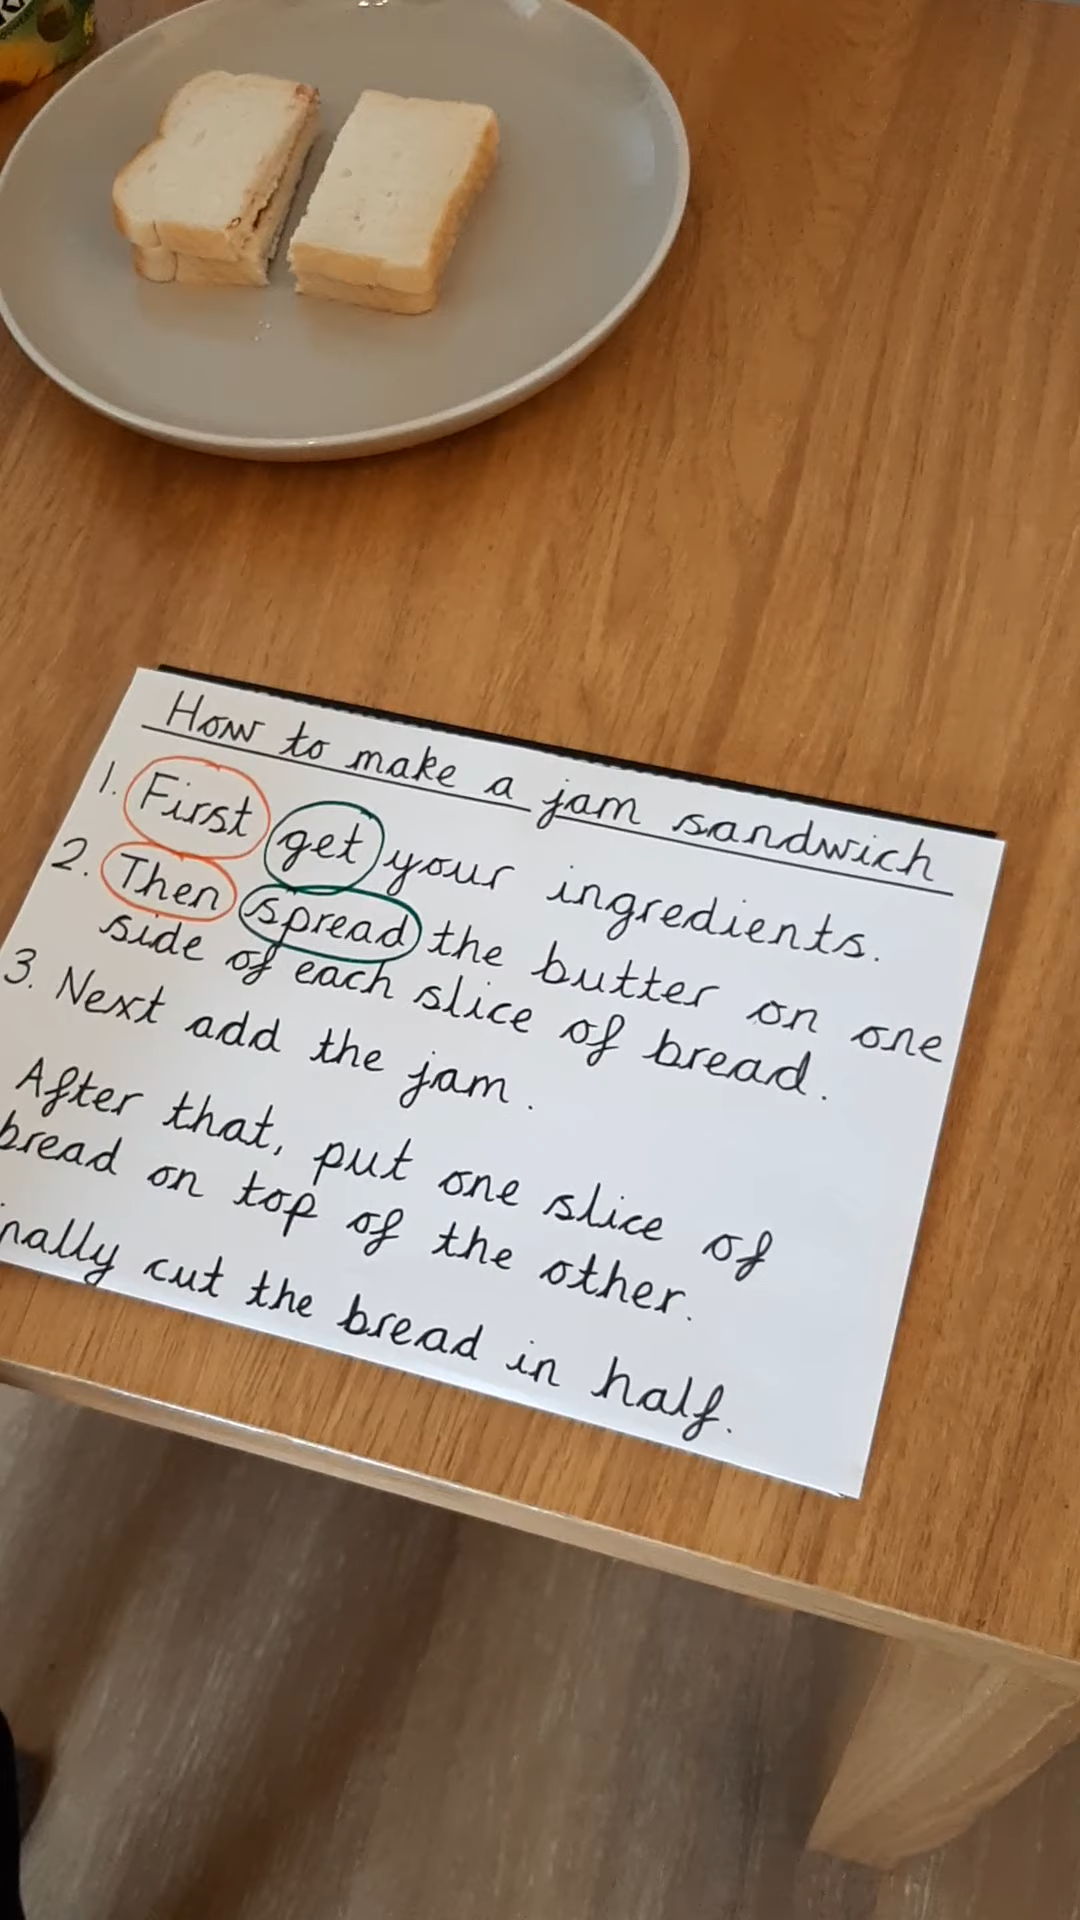 How to make a jam sandwich
1. First get your ingredients.
2. Then spread the butter on one
side of each slice of bread.
3. Next add the jam.
After that, put one slice of
bread on top of the other.
nally cut the bread in half.